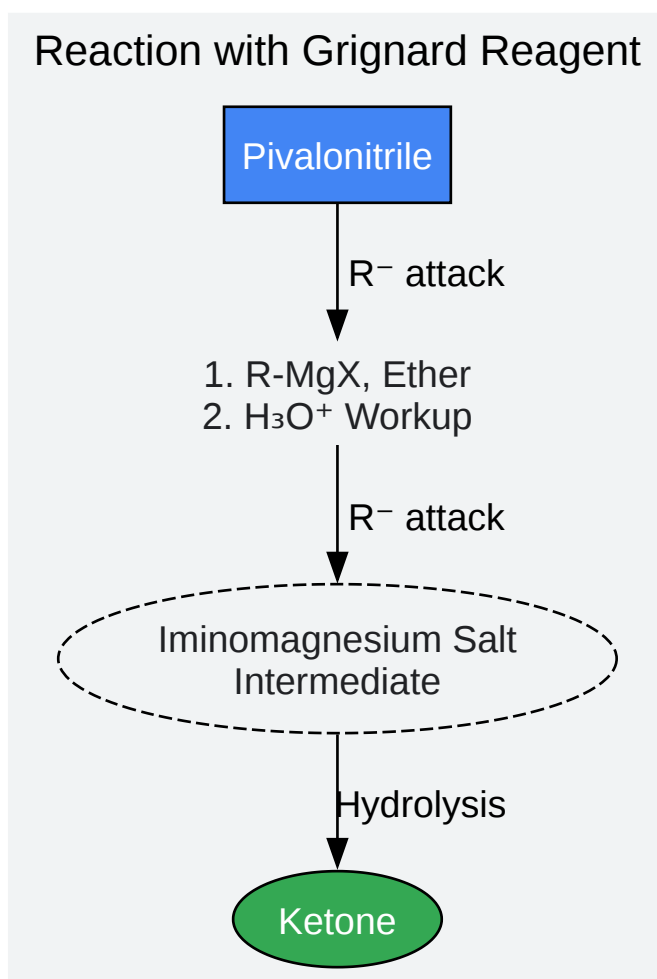 Reaction with Grignard Reagent
Pivalonitrile
R⁻ attack
1. R-MgX, Ether
2. H₃O⁺ Workup
R⁻ attack
Iminomagnesium Salt
Intermediate
Hydrolysis
Ketone